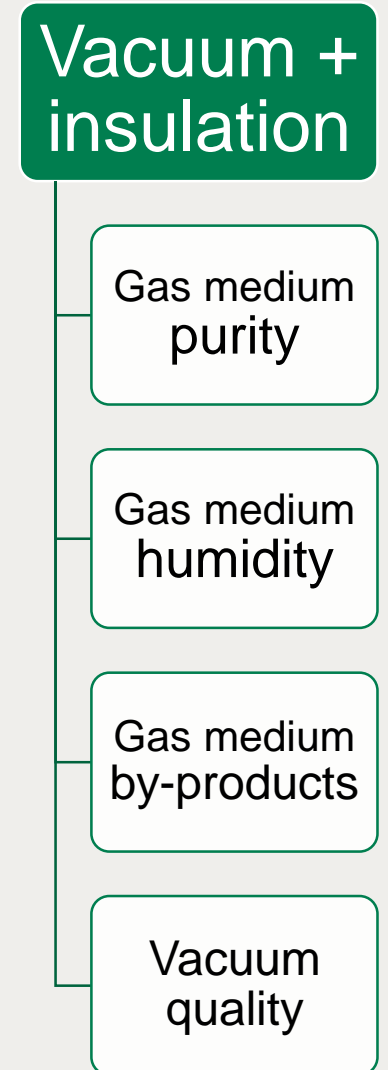 Vacuum +
insulation
Gas medium
purity
Gas medium
humidity
Gas medium
by-products
Vacuum
quality